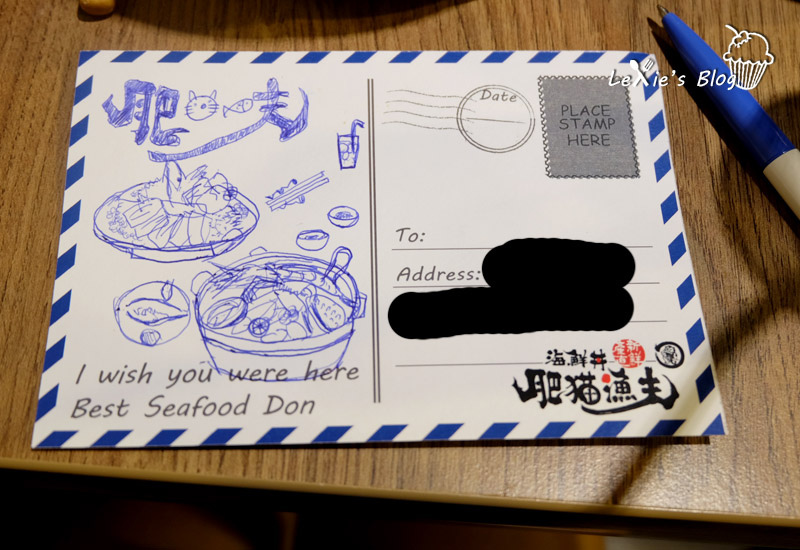 LeXie's Blog
肥 夫
I wish you were here
Best Seafood Don
Date
PLACE
STAMP
HERE
To:
Address:
海鮮丼
新鮮
肥猫漁夫